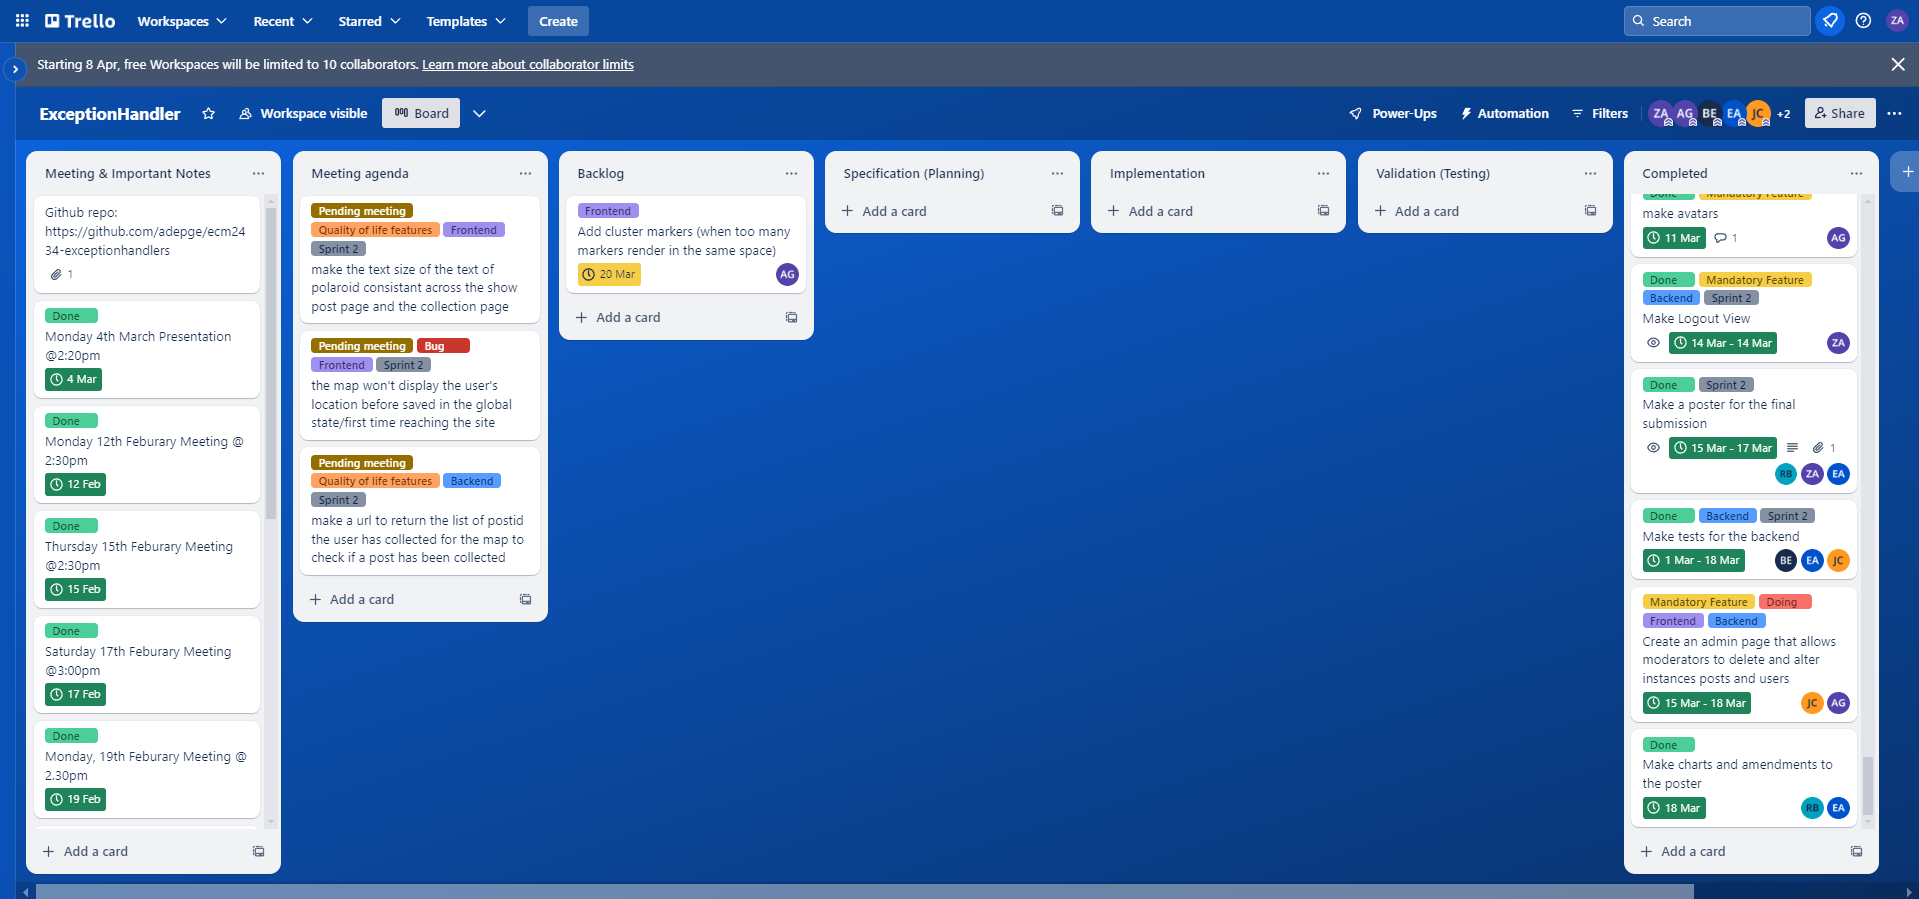 Trello
Workspaces
Recent
Starred
Templates
Create
Search
ZA
Starting 8 Apr, free Workspaces will be limited to 10 collaborators. Learn more about collaborator limits
ExceptionHandler
Workspace visible
Board
Power-Ups
Automation
Filters
ZA AG BE EA JC +2
Share
Meeting & Important Notes
Github repo:
https://github.com/adepge/ecm24
34-exceptionhandlers
1
Done
Monday 4th March Presentation
@2:20pm
4 Mar
Done
Monday 12th Feburary Meeting @
2:30pm
12 Feb
Done
Thursday 15th Feburary Meeting
@2:30pm
15 Feb
Done
Saturday 17th Feburary Meeting
@3:00pm
17 Feb
Done
Monday, 19th Feburary Meeting @
2.30pm
19 Feb
Add a card
Meeting agenda
Pending meeting
Quality of life features Frontend
Sprint 2
make the text size of the text of
polaroid consistant across the show
post page and the collection page
Pending meeting Bug
Frontend Sprint 2
the map won't display the user's
location before saved in the global
state/first time reaching the site
Pending meeting
Quality of life features Backend
Sprint 2
make a url to return the list of postid
the user has collected for the map to
check if a post has been collected
Add a card
Backlog
Frontend
Add cluster markers (when too many
markers render in the same space)
20 Mar
AG
Add a card
Specification (Planning)
Add a card
Implementation
Add a card
Validation (Testing)
Add a card
Completed
Done Mandatory Feature
make avatars
11 Mar 1 AG
Done Mandatory Feature
Backend Sprint 2
Make Logout View
14 Mar - 14 Mar ZA
Done Sprint 2
Make a poster for the final
submission
15 Mar - 17 Mar 1
RB ZA EA
Done Backend Sprint 2
Make tests for the backend
1 Mar - 18 Mar BE EA JC
Mandatory Feature Doing
Frontend Backend
Create an admin page that allows
moderators to delete and alter
instances posts and users
15 Mar - 18 Mar JC AG
Done
Make charts and amendments to
the poster
18 Mar RB EA
Add a card